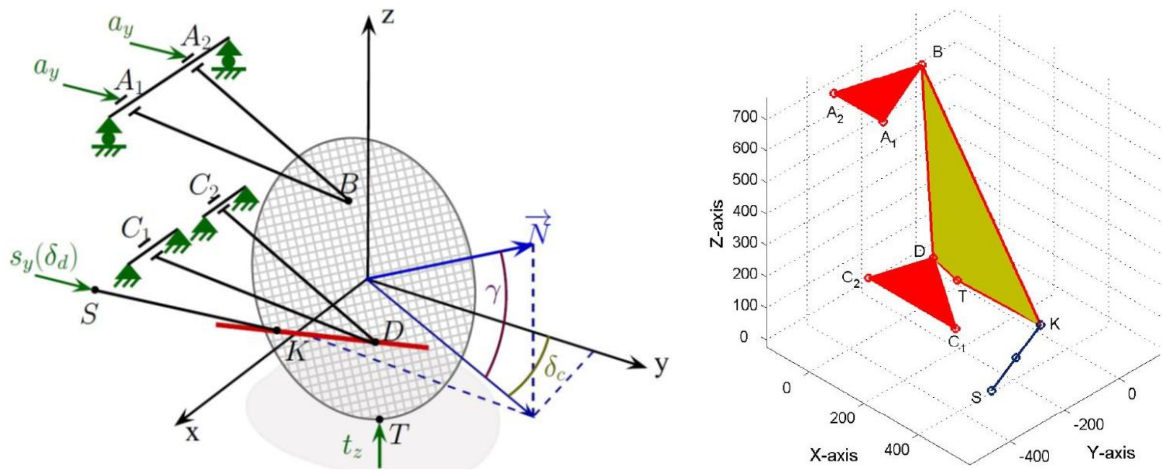 z
a_y
A_2
a_y
A_1
B
C_2
C_1
\vec{N}
s_y(δ_d)
γ
S
D
K
δ_c
y
x
T
t_z
B
700
600
500
400
300
200
100
0
Z-axis
A_2
A_1
D
C_2
T
K
C_1
S
0
200
400
X-axis
-400
-200
0
Y-axis